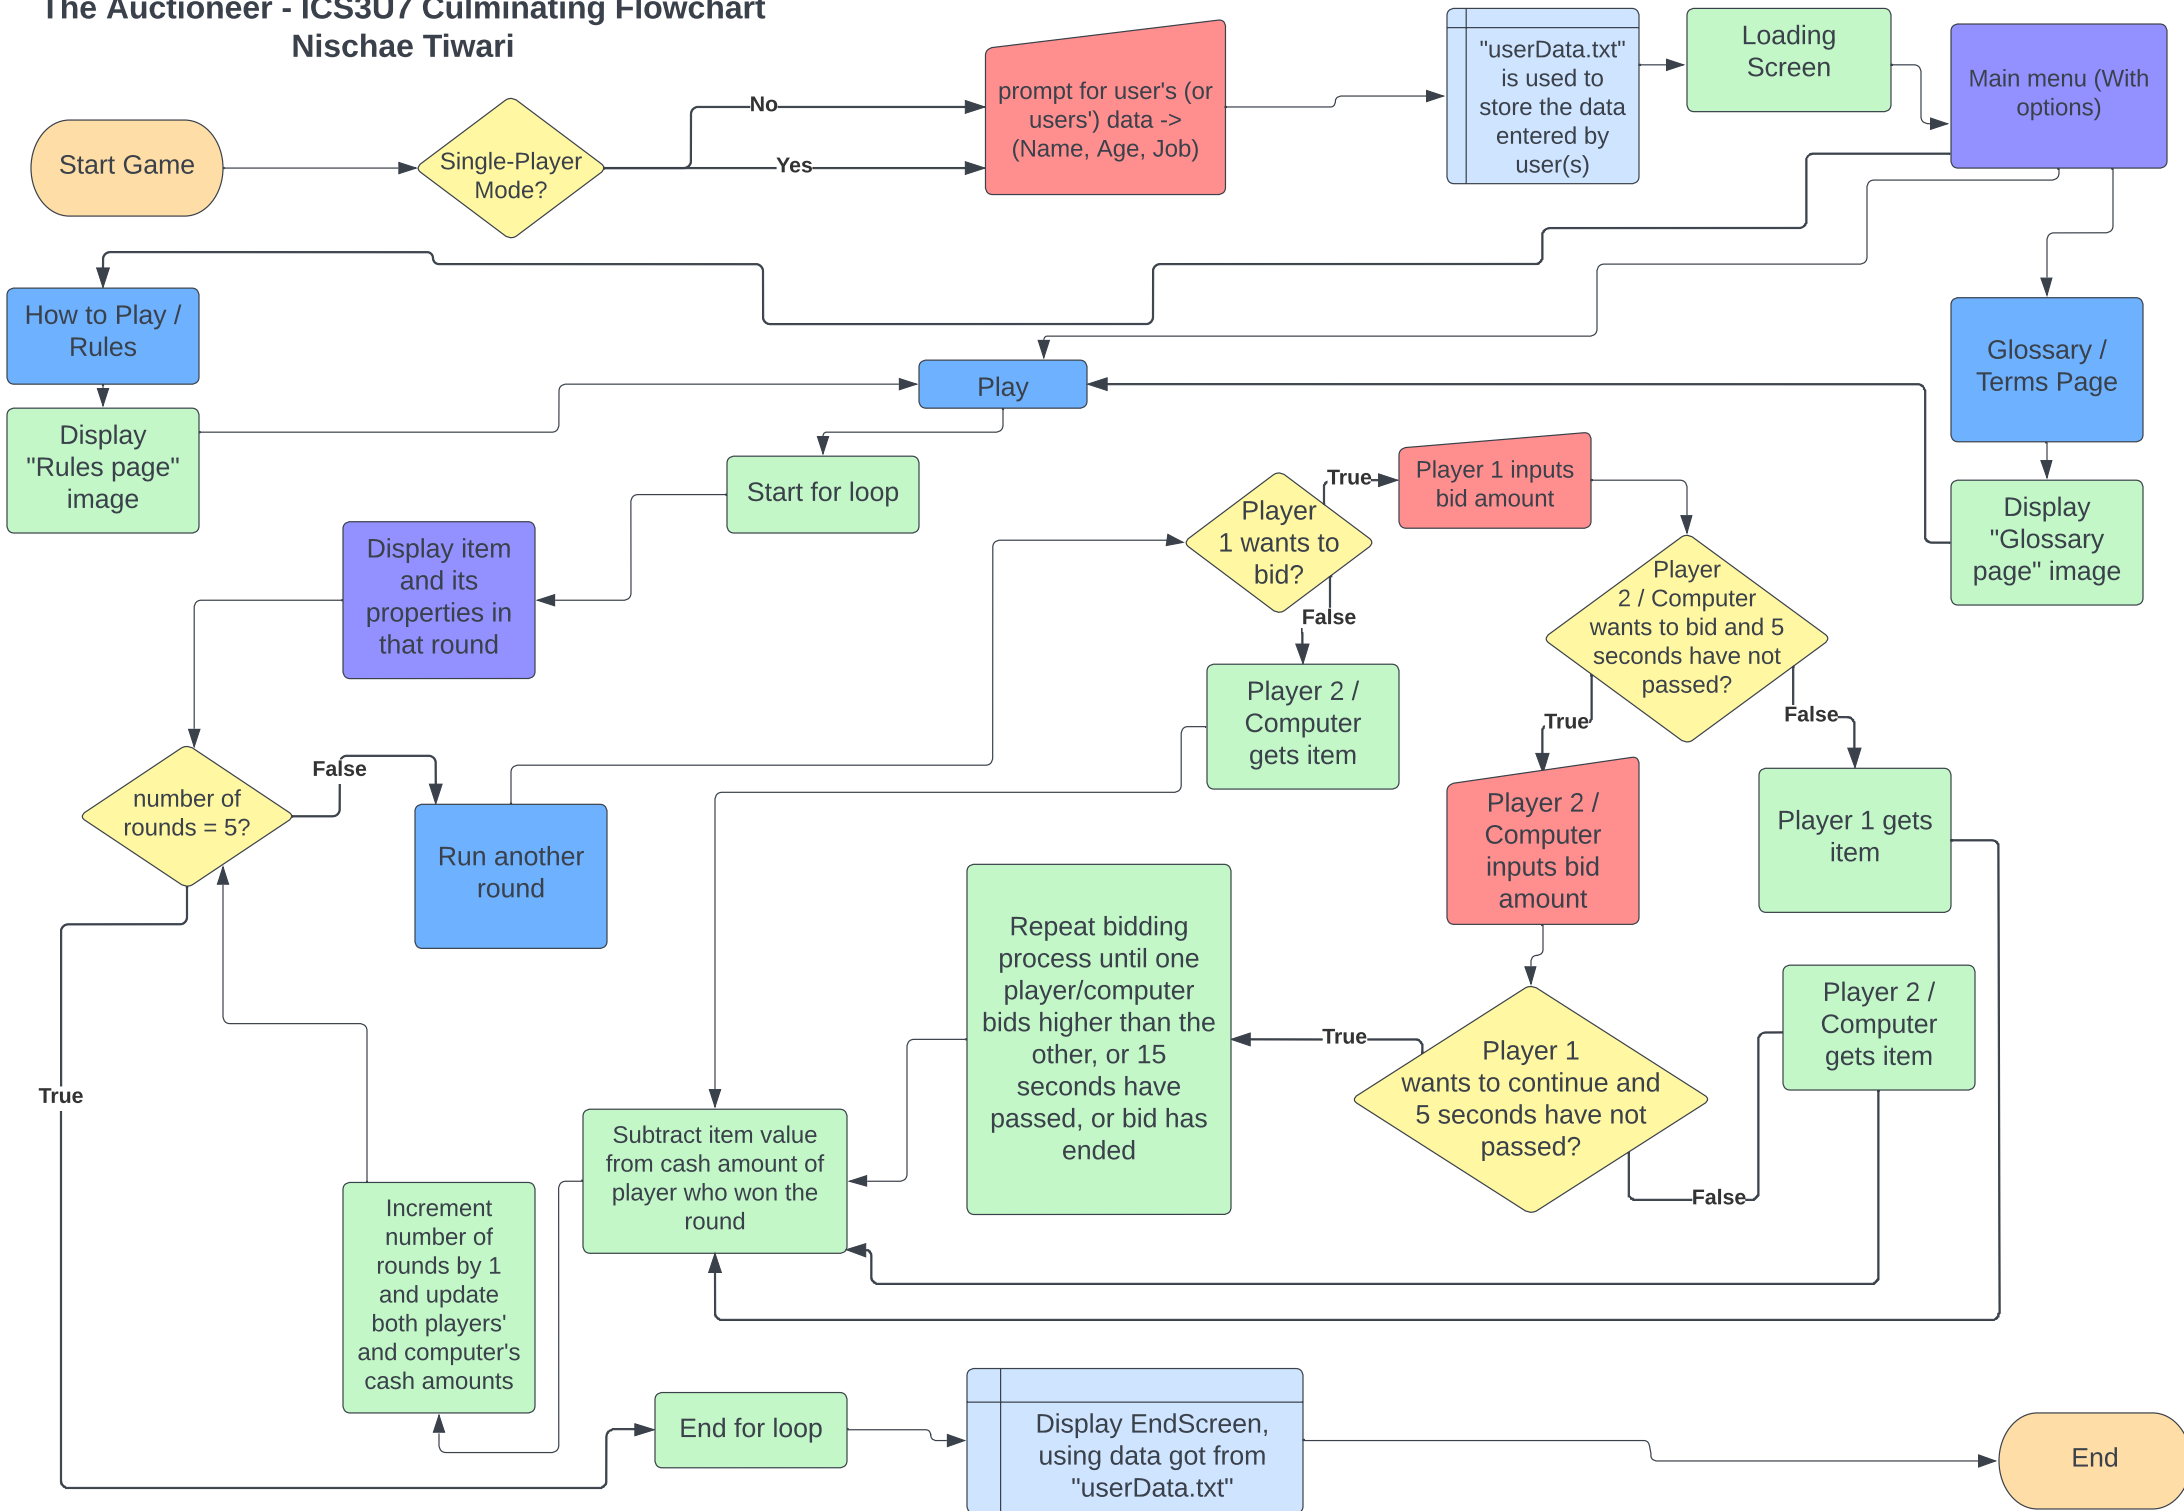 The Auctioneer - ICS3U7 Culminating Flowchart
Nischae Tiwari
Start Game
Single-Player
Mode?
No
Yes
prompt for user's (or
users') data ->
(Name, Age, Job)
"userData.txt"
is used to
store the data
entered by
user(s)
Loading
Screen
Main menu (With
options)
How to Play /
Rules
Display
"Rules page"
image
Play
Glossary /
Terms Page
Display
"Glossary
page" image
Start for loop
Display item
and its
properties in
that round
Player
1 wants to
bid?
True
False
Player 1 inputs
bid amount
Player
2 / Computer
wants to bid and 5
seconds have not
passed?
True
False
Player 2 /
Computer
gets item
number of
rounds = 5?
False
True
Run another
round
Player 2 /
Computer
inputs bid
amount
Player 1 gets
item
Repeat bidding
process until one
player/computer
bids higher than the
other, or 15
seconds have
passed, or bid has
ended
True
Player 1
wants to continue and
5 seconds have not
passed?
False
Player 2 /
Computer
gets item
Subtract item value
from cash amount of
player who won the
round
Increment
number of
rounds by 1
and update
both players'
and computer's
cash amounts
End for loop
Display EndScreen,
using data got from
"userData.txt"
End